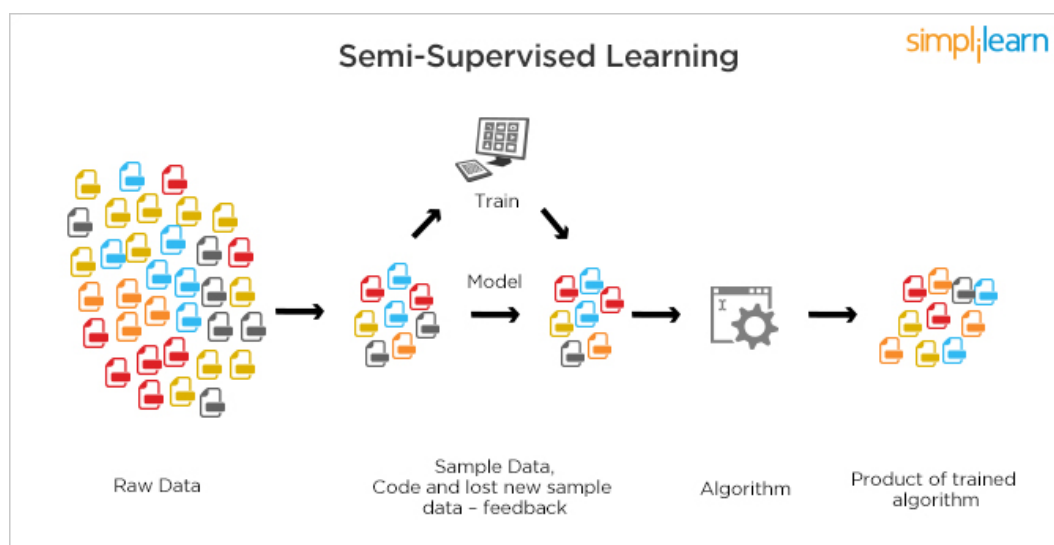 simplilearn
Semi-Supervised Learning
Train
Model
Raw Data
Sample Data,
Code and lost new sample
data – feedback
Algorithm
Product of trained
algorithm